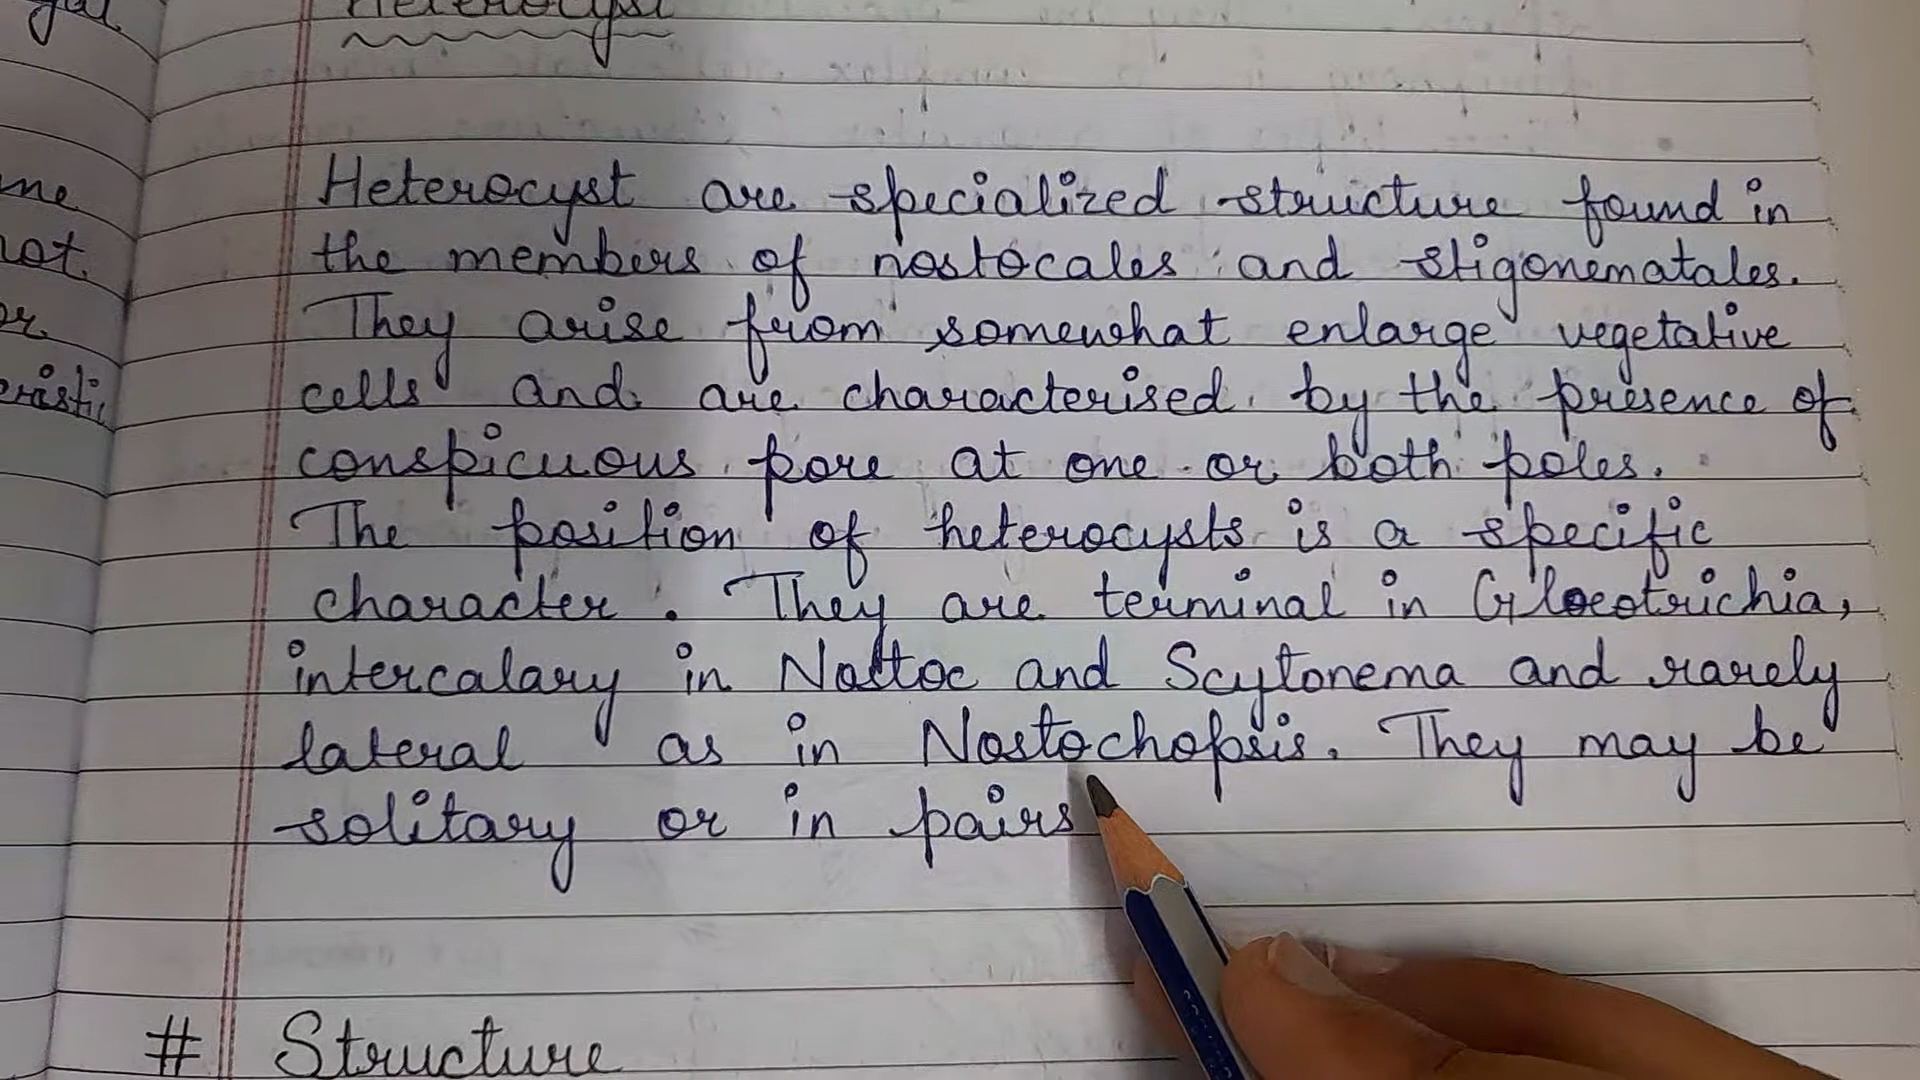 Heterocyst
Heterocyst are specialized structure found in
the members of nostocales and stigonematales.
They arise from somewhat enlarge vegetative
cells and are characterised by the presence of
conspicuous pore at one or both poles.
The position of heterocysts is a specific
character. They are terminal in Gloeotrichia,
intercalary in Nostoc and Scytonema and rarely
lateral as in Nostochopsis. They may be
solitary or in pairs
# Structure